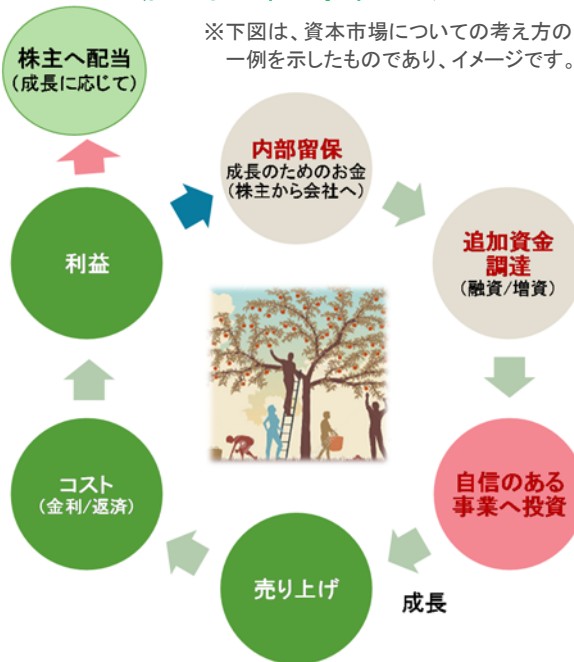 ※下図は、資本市場についての考え方の
一例を示したものであり、イメージです。
株主へ配当
(成長に応じて)
内部留保
成長のためのお金
(株主から会社へ)
追加資金
調達
(融資/増資)
自信のある
事業へ投資
成長
売り上げ
コスト
(金利/返済)
利益